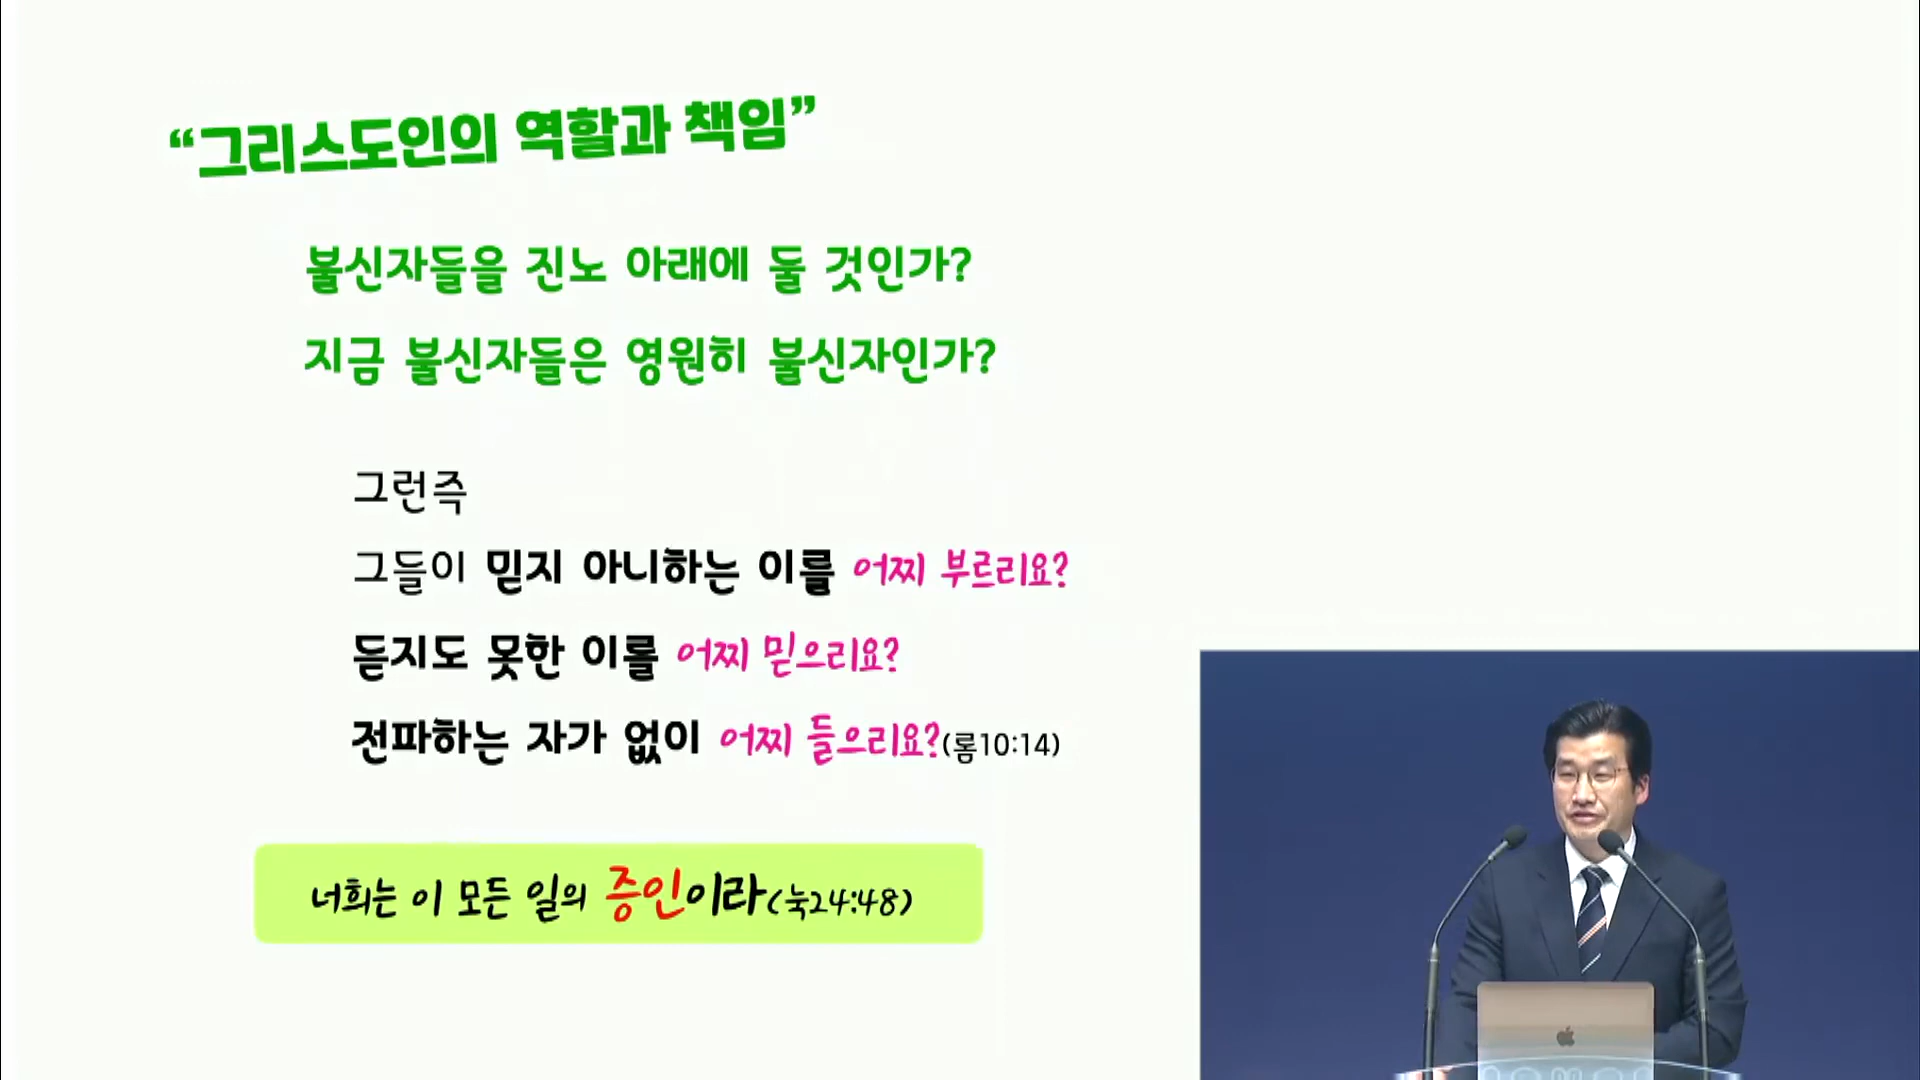 “그리스도인의 역할과 책임”
불신자들을 진노 아래에 둘 것인가?
지금 불신자들은 영원히 불신자인가?
그런즉
그들이 믿지 아니하는 이를 어찌 부르리요?
듣지도 못한 이를 어찌 믿으리요?
전파하는 자가 없이 어찌 들으리요?(롬10:14)
너희는 이 모든 일의 증인이라(눅24:48)